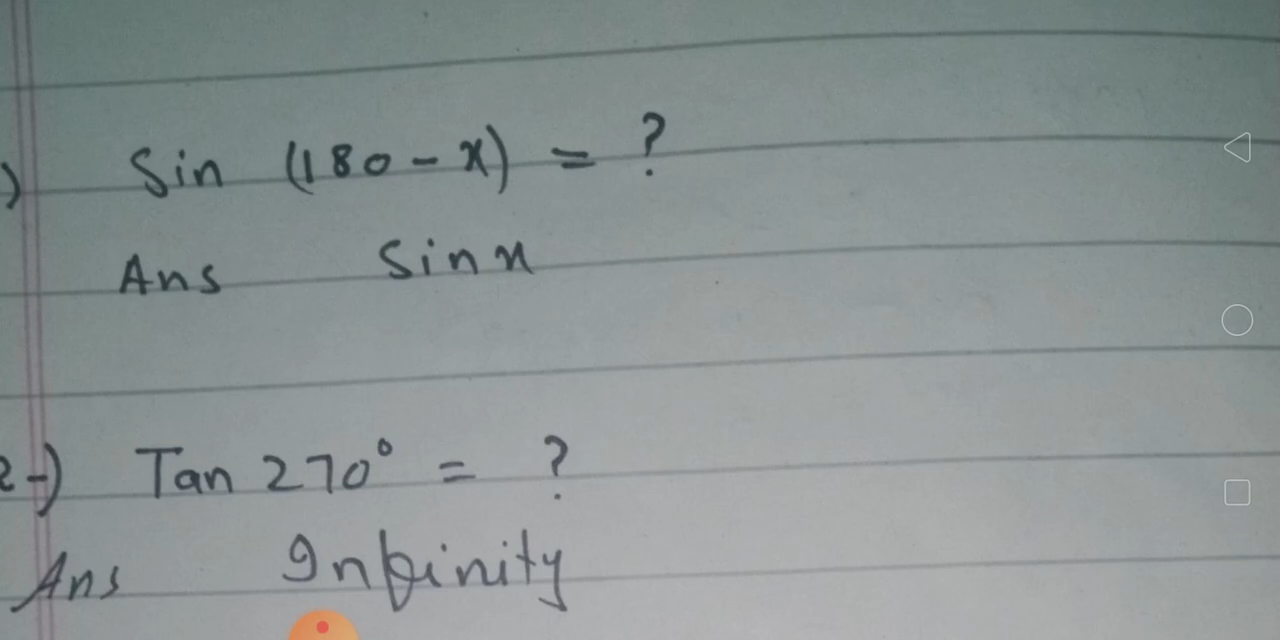 ) Sin (180 - x) = ?
Ans Sin x
2-) Tan 270° = ?
Ans Infinity